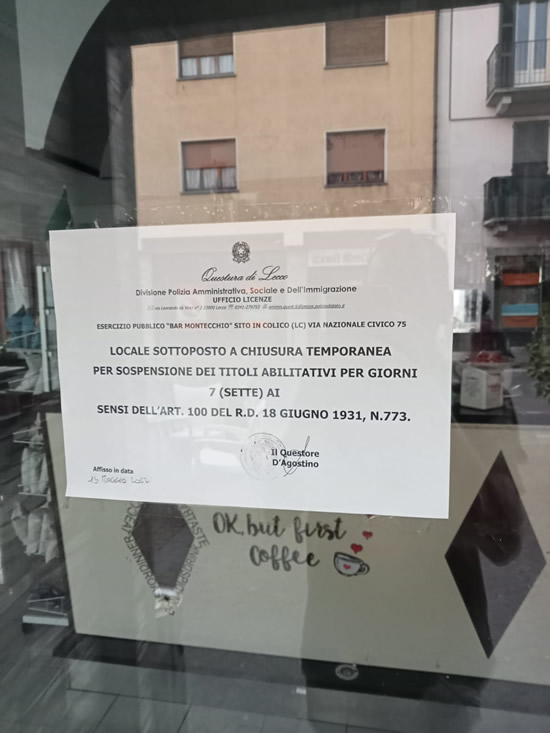 Questura di Lecco
Divisione Polizia Amministrativa, Sociale e Dell'Immigrazione
UFFICIO LICENZE
ESERCIZIO PUBBLICO "BAR MONTECCHIO" SITO IN COLICO (LC) VIA NAZIONALE CIVICO 75
LOCALE SOTTOPOSTO A CHIUSURA TEMPORANEA
PER SOSPENSIONE DEI TITOLI ABILITATIVI PER GIORNI
7 (SETTE) AI
SENSI DELL'ART. 100 DEL R.D. 18 GIUGNO 1931, N.773.
Il Questore
D'Agostino
Affisso in data
OK, but first
Coffee